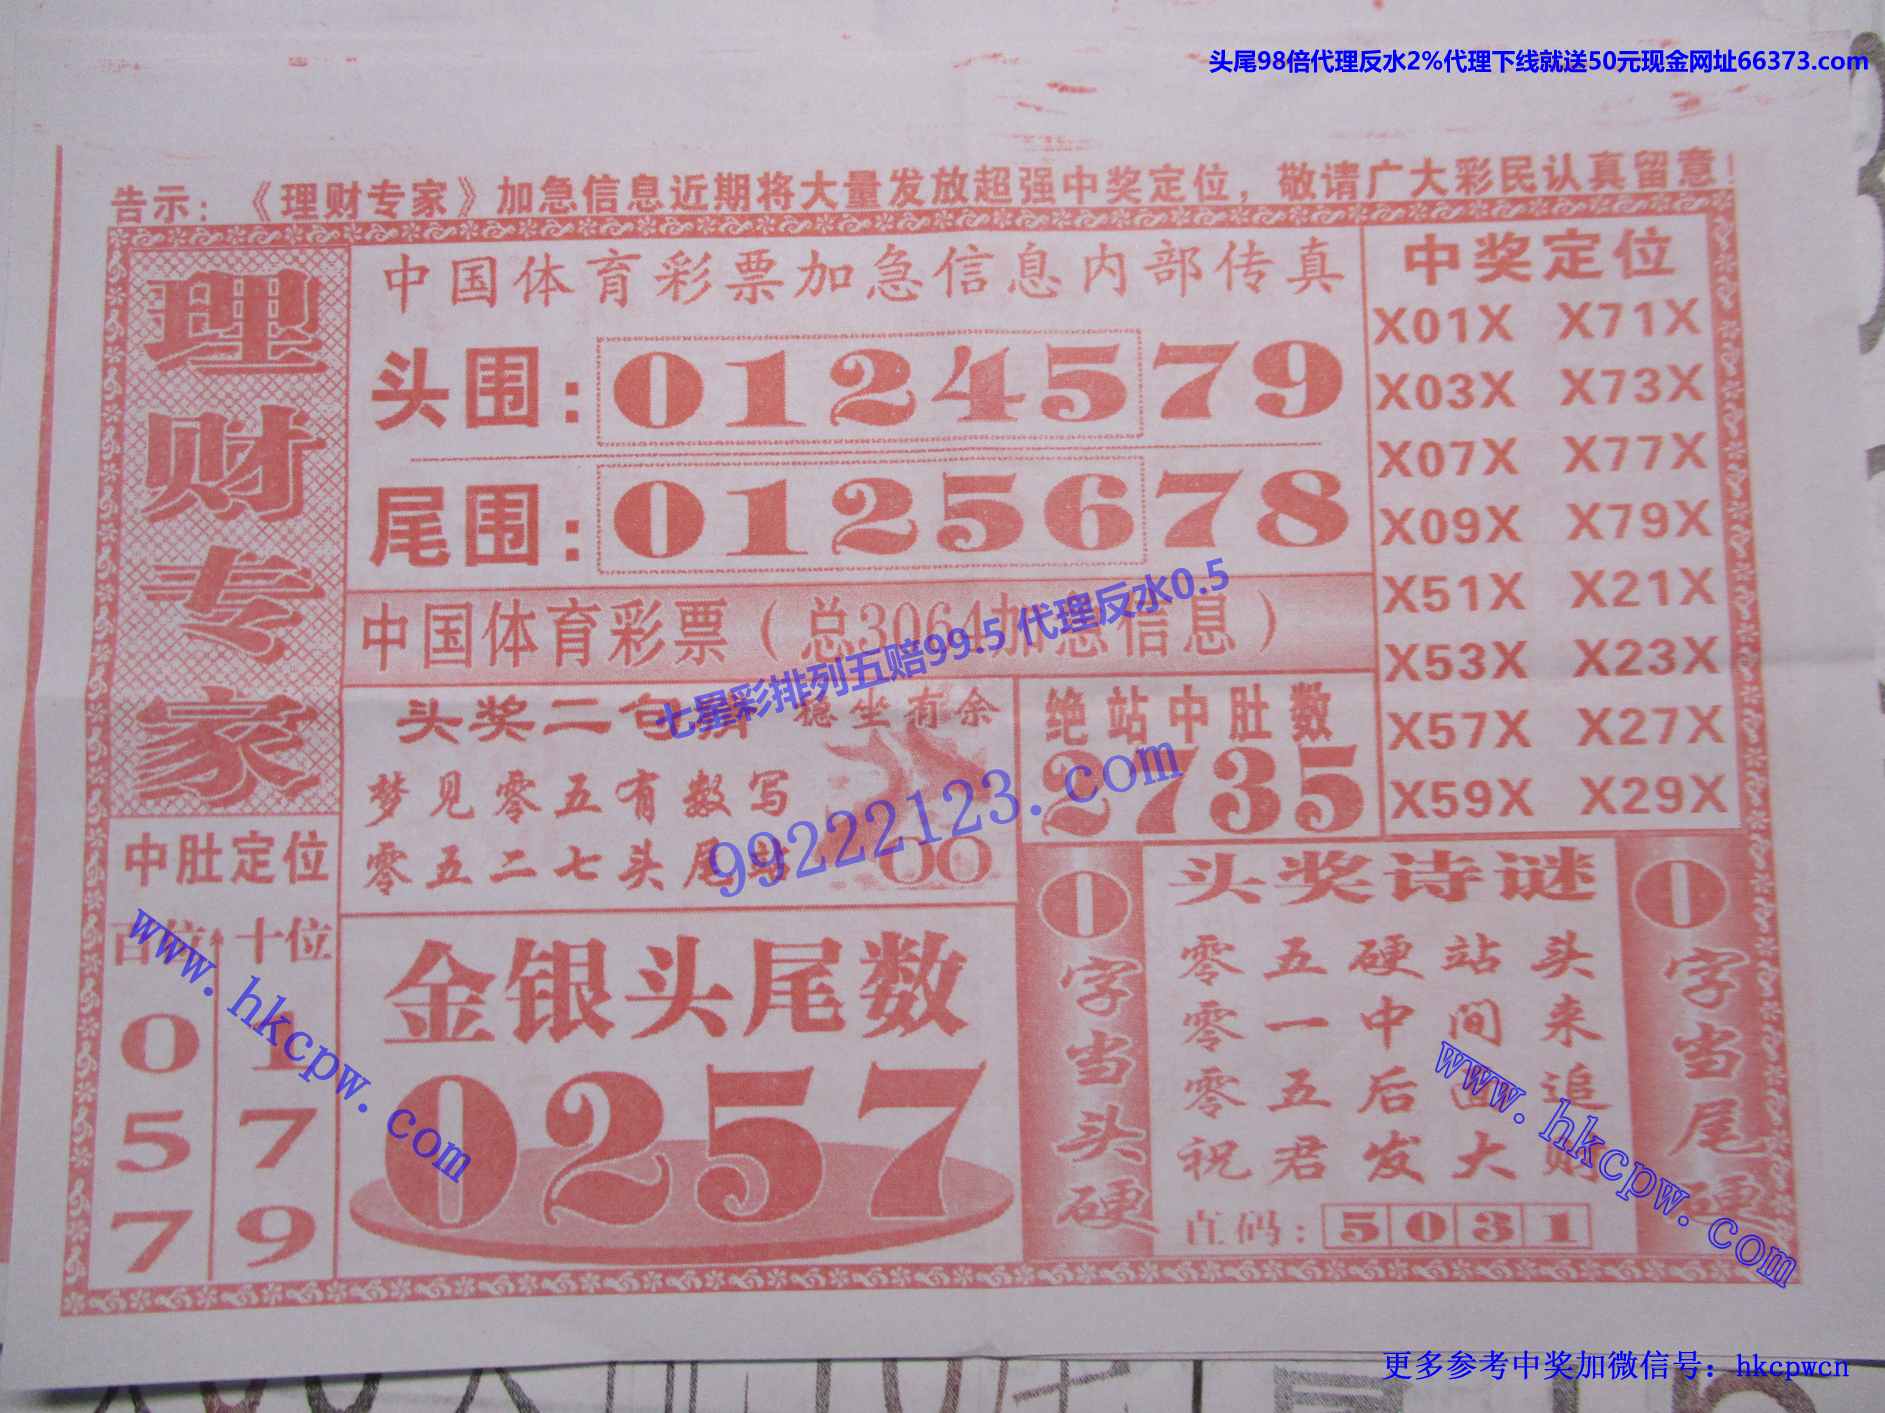 头尾98倍代理反水2%代理下线就送50元现金网址66373.com
告示：《理财专家》加急信息近期将大量发放超强中奖定位，敬请广大彩民认真留意！
理财专家
中国体育彩票加急信息内部传真
头围：01245 79
尾围：01256 78
中国体育彩票（总3064加急信息）
七星彩排列五赔99.5 代理反水0.5
中奖定位
X01X X71X
X03X X73X
X07X X77X
X09X X79X
X51X X21X
X53X X23X
X57X X27X
X59X X29X
头奖二句 稳坐有余
梦见零五有数写
零五二七头尾站
00
99222123.com
绝站中肚数
2735
中肚定位
百位 十位
0 1
5 7
7 9
www.hkcpw.com
金银头尾数
0257
0字当头硬
头奖诗谜
零五硬站头
零一中间来
零五后面追
祝君发大财
直码：5031
0字当尾硬
www.hkcpw.com
更多参考中奖加微信号：hkcpwcn